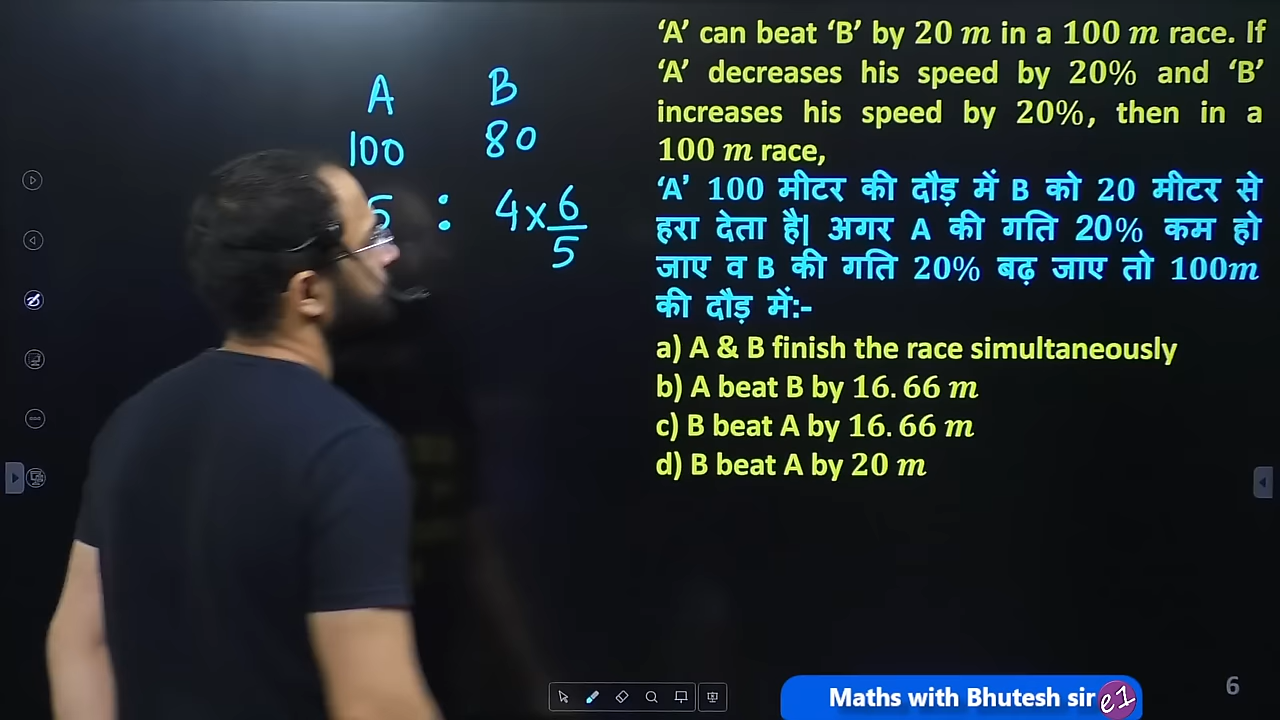 A B
100 80
5 : 4 × 6/5
‘A’ can beat ‘B’ by 20 m in a 100 m race. If
‘A’ decreases his speed by 20% and ‘B’
increases his speed by 20%, then in a
100 m race,
‘A’ 100 मीटर की दौड़ में B को 20 मीटर से
हरा देता है| अगर A की गति 20% कम हो
जाए व B की गति 20% बढ़ जाए तो 100m
की दौड़ में:-
a) A & B finish the race simultaneously
b) A beat B by 16.66 m
c) B beat A by 16.66 m
d) B beat A by 20 m
Maths with Bhutesh sir e1
6